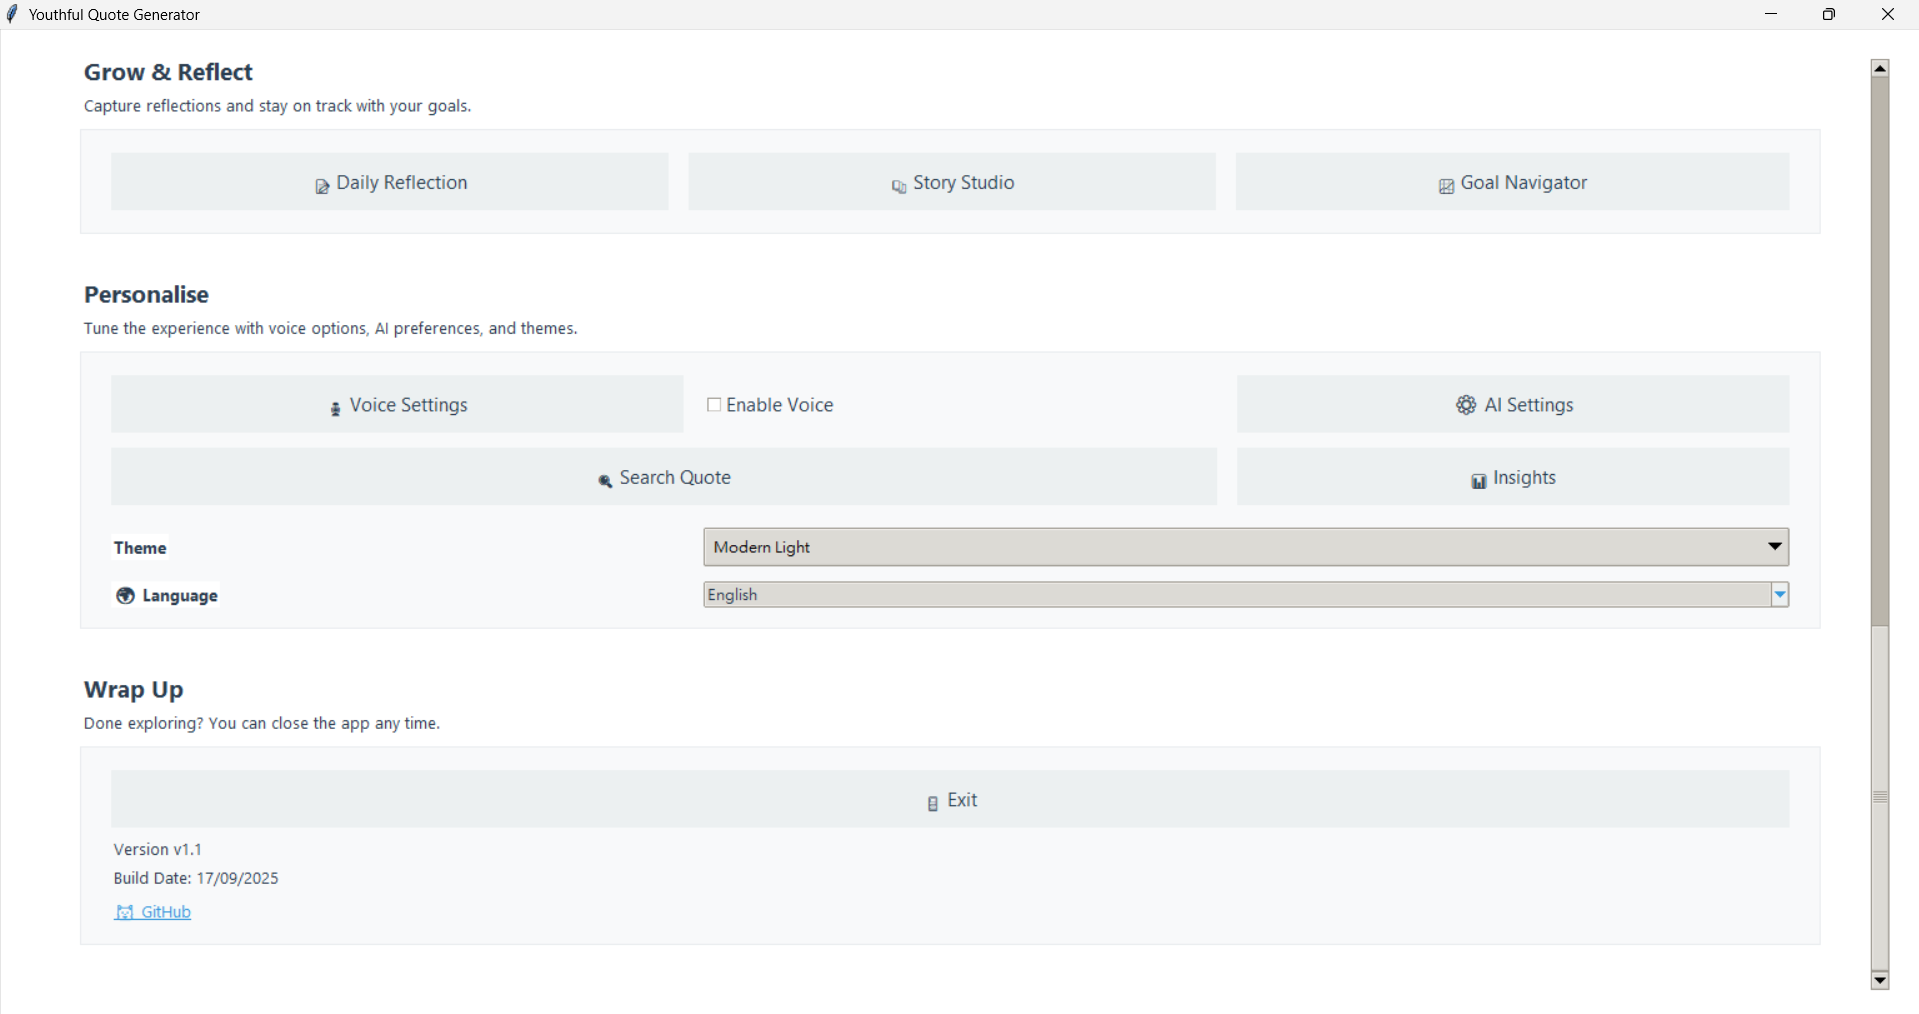 Youthful Quote Generator
Grow & Reflect
Capture reflections and stay on track with your goals.
Daily Reflection
Story Studio
Goal Navigator
Personalise
Tune the experience with voice options, AI preferences, and themes.
Voice Settings
Enable Voice
AI Settings
Search Quote
Insights
Theme
Modern Light
Language
English
Wrap Up
Done exploring? You can close the app any time.
Exit
Version v1.1
Build Date: 17/09/2025
GitHub